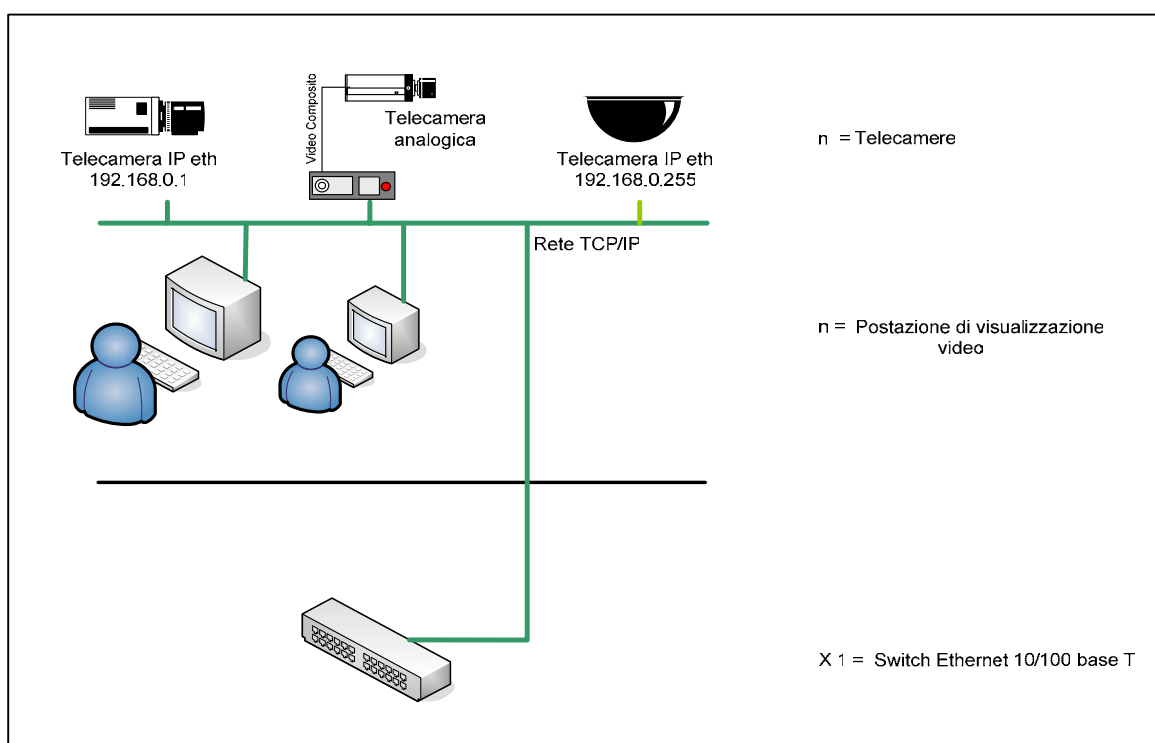 Telecamera IP eth
192.168.0.1
Video Composito
Telecamera
analogica
Telecamera IP eth
192.168.0.255
n = Telecamere
Rete TCP/IP
n = Postazione di visualizzazione
video
X 1 = Switch Ethernet 10/100 base T